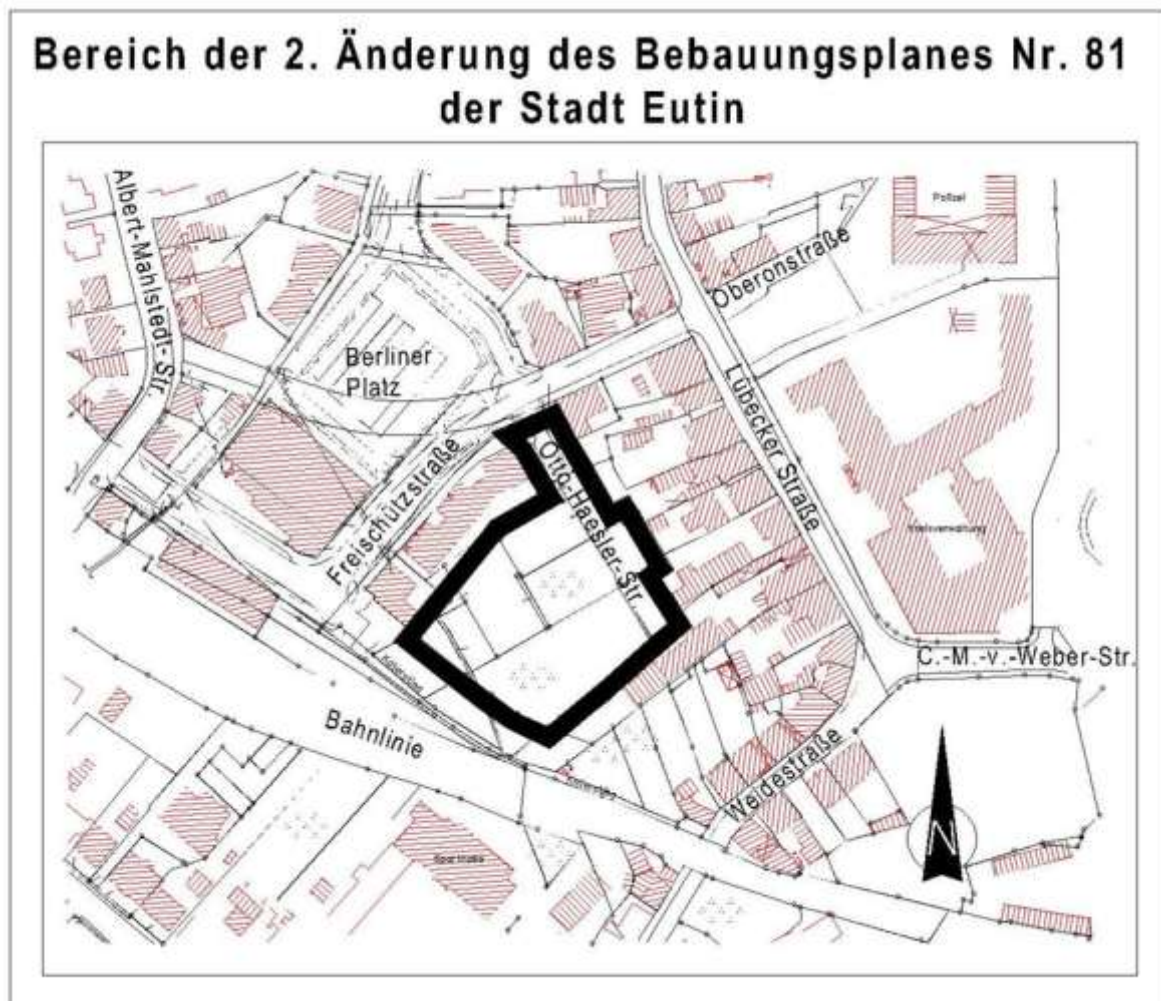 Bereich der 2. Änderung des Bebauungsplanes Nr. 81
der Stadt Eutin
Albert-Mahlstedt-Str.
Polizei
Oberonstraße
Berliner
Platz
Lübecker Straße
Freischützstraße
Otto-Haesler-Str.
C.-M.-v.-Weber-Str.
Bahnlinie
Weidestraße
N